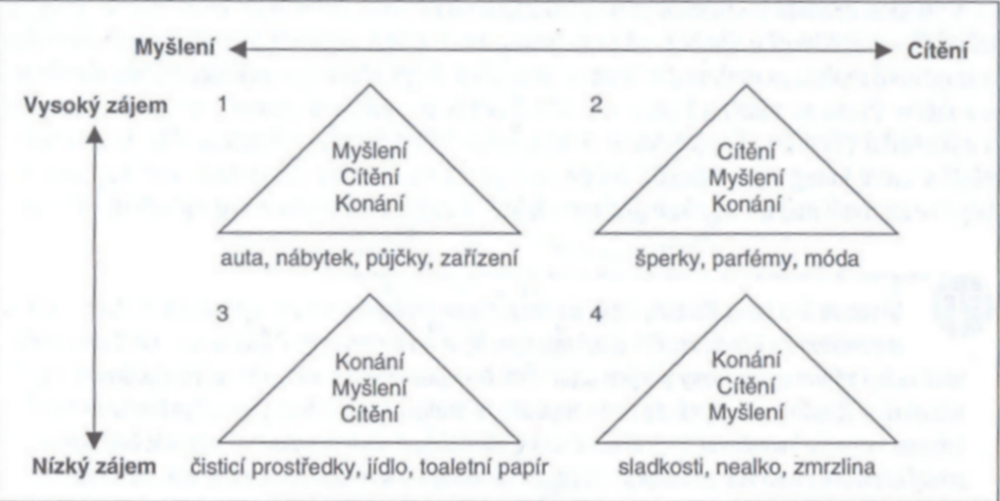 Myšlení Cítění
Vysoký zájem 1 2
Myšlení
Cítění
Konání
auta, nábytek, půjčky, zařízení
Cítění
Myšlení
Konání
šperky, parfémy, móda
3
Konání
Myšlení
Cítění
čisticí prostředky, jídlo, toaletní papír
4
Konání
Cítění
Myšlení
sladkosti, nealko, zmrzlina
Nízký zájem